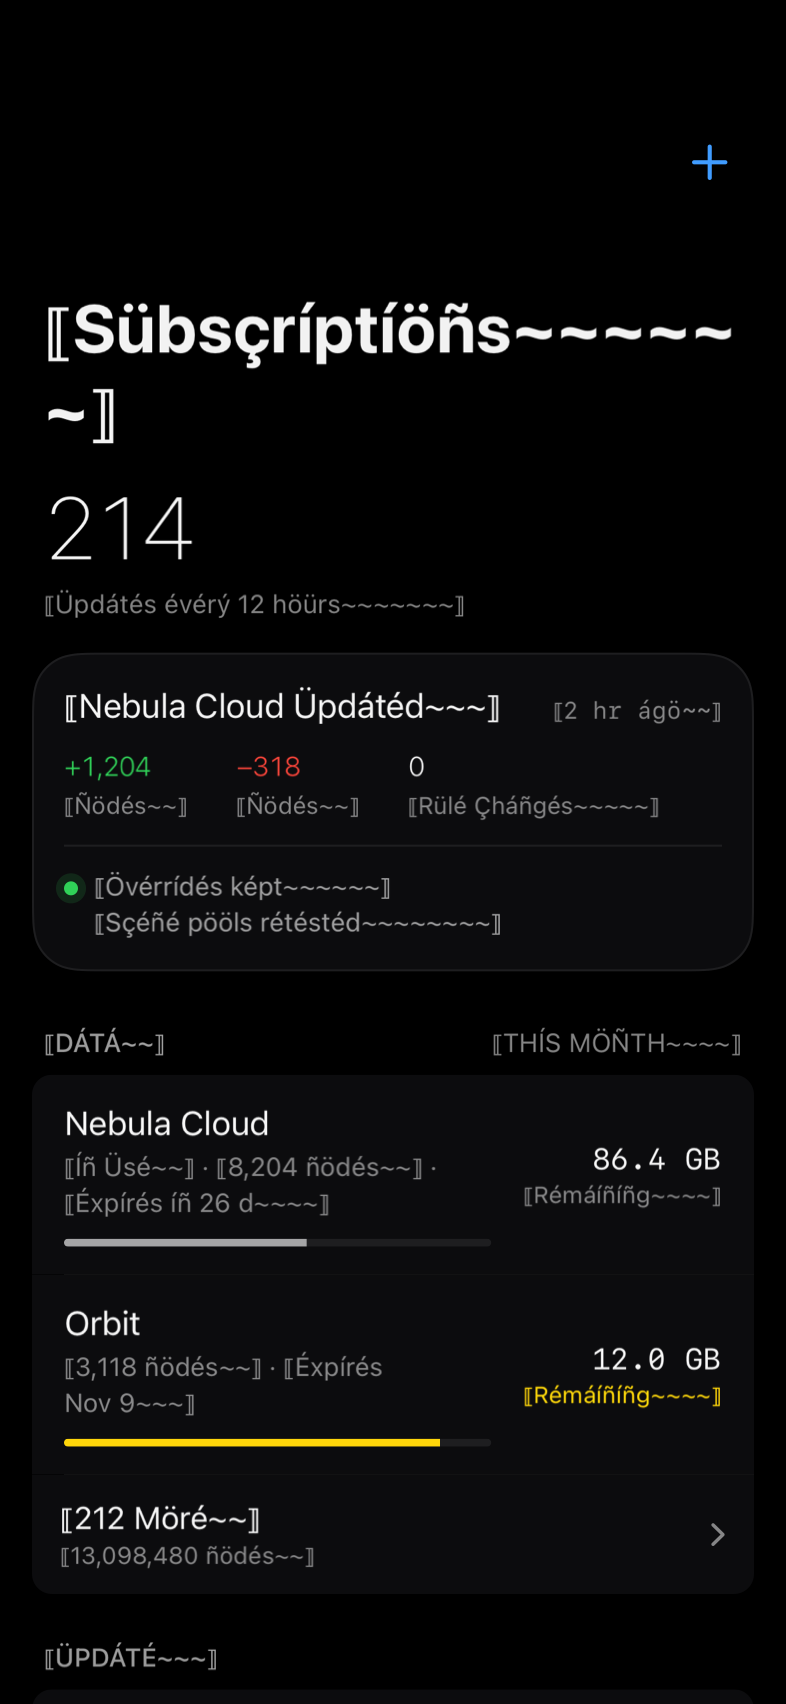 ⟦Sübsçríptíöñs~~~~~
~⟧
214
⟦Üpdátés évérý 12 höürs~~~~~~~⟧
⟦Nebula Cloud Üpdátéd~~~⟧
⟦2 hr ágö~~⟧
+1,204
−318
0
⟦Ñödés~~⟧
⟦Ñödés~~⟧
⟦Rülé Çháñgés~~~~~⟧
⟦Övérrídés képt~~~~~~⟧
⟦Sçéñé pööls rétéstéd~~~~~~~~⟧
⟦DÁTÁ~~⟧
⟦THÍS MÖÑTH~~~~⟧
Nebula Cloud
⟦Íñ Üsé~~⟧ · ⟦8,204 ñödés~~⟧ ·
⟦Éxpírés íñ 26 d~~~~⟧
86.4 GB
⟦Rémáíñíñg~~~~⟧
Orbit
⟦3,118 ñödés~~⟧ · ⟦Éxpírés
Nov 9~~~⟧
12.0 GB
⟦Rémáíñíñg~~~~⟧
⟦212 Möré~~⟧
⟦13,098,480 ñödés~~⟧
⟦ÜPDÁTÉ~~~⟧